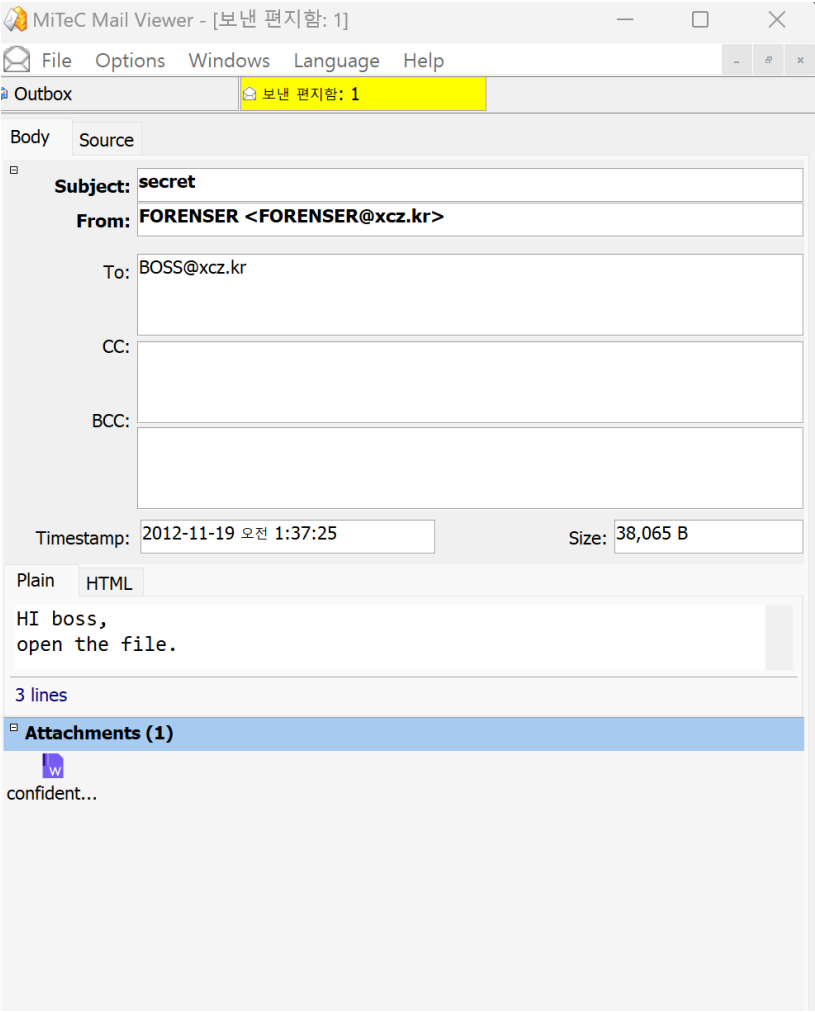 MiTeC Mail Viewer - [보낸 편지함: 1]
File Options Windows Language Help
Outbox 보낸 편지함: 1
Body Source
Subject: secret
From: FORENSER <FORENSER@xcz.kr>
To: BOSS@xcz.kr
CC:
BCC:
Timestamp: 2012-11-19 오전 1:37:25 Size: 38,065 B
Plain HTML
HI boss,
open the file.
3 lines
Attachments (1)
W
confident...